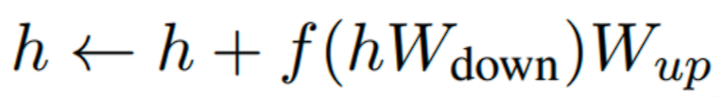 h ← h + f(hW_down)W_up